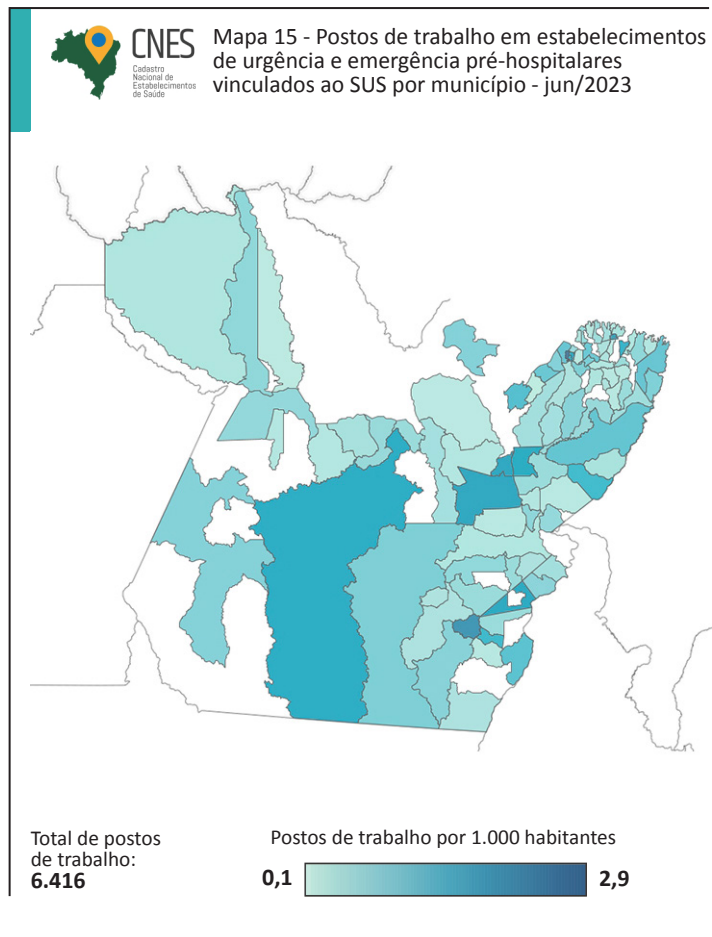 CNES
Cadastro
Nacional de
Estabelecimentos
de Saúde
Mapa 15 - Postos de trabalho em estabelecimentos
de urgência e emergência pré-hospitalares
vinculados ao SUS por município - jun/2023
Total de postos
de trabalho:
6.416
Postos de trabalho por 1.000 habitantes
0,1
2,9